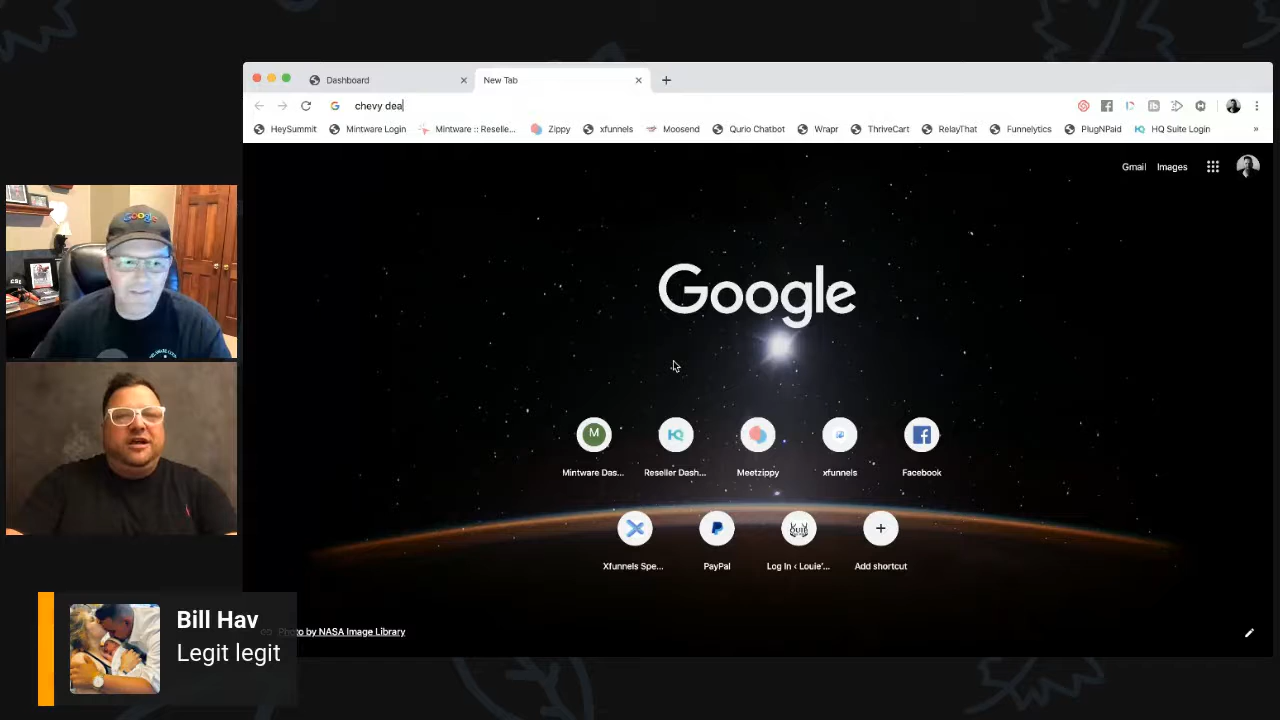 Dashboard
New Tab
chevy dea
HeySummit
Mintware Login
Mintware :: Reselle...
Zippy
xfunnels
Moosend
Qurio Chatbot
Wrapr
ThriveCart
RelayThat
Funnelytics
PlugNPaid
HQ Suite Login
»
Gmail
Images
Google
Google
M
HQ
Mintware Das...
Reseller Dash...
Meetzippy
xfunnels
Facebook
Xfunnels Spe...
PayPal
Log In ‹ Louie'...
Add shortcut
Photo by NASA Image Library
Bill Hav
Legit legit